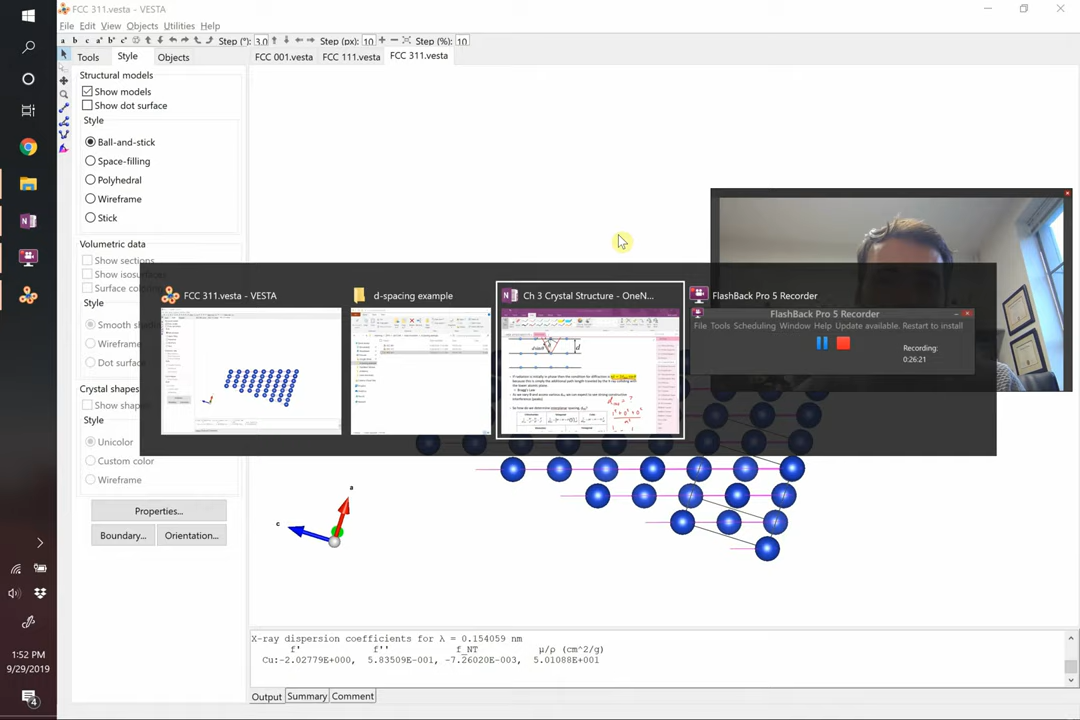 FCC 311.vesta - VESTA
File Edit View Objects Utilities Help
a b c a* b* c* Step (°): 3.0 Step (px): 10 Step (%): 10
Tools Style Objects
FCC 001.vesta FCC 111.vesta FCC 311.vesta
Structural models
Show models
Show dot surface
Style
Ball-and-stick
Space-filling
Polyhedral
Wireframe
Stick
Volumetric data
Show sections
Show isosurfaces
Surface
Style
Smooth
Wireframe
Dot surface
Crystal shapes
Show shapes
Style
Unicolor
Custom color
Wireframe
Properties...
Boundary... Orientation...
FCC 311.vesta - VESTA
d-spacing example
Ch 3 Crystal Structure - OneN...
FlashBack Pro 5 Recorder
FlashBack Pro 5 Recorder
File Tools Scheduling Window Help Update available. Restart to install
Recording:
0:26:21
a
c
X-ray dispersion coefficients for λ = 0.154059 nm
f' f'' f_NT μ/ρ (cm^2/g)
Cu:-2.02779E+000, 5.83509E-001, -7.26020E-003, 5.01088E+001
Output Summary Comment
1:52 PM
9/29/2019
4